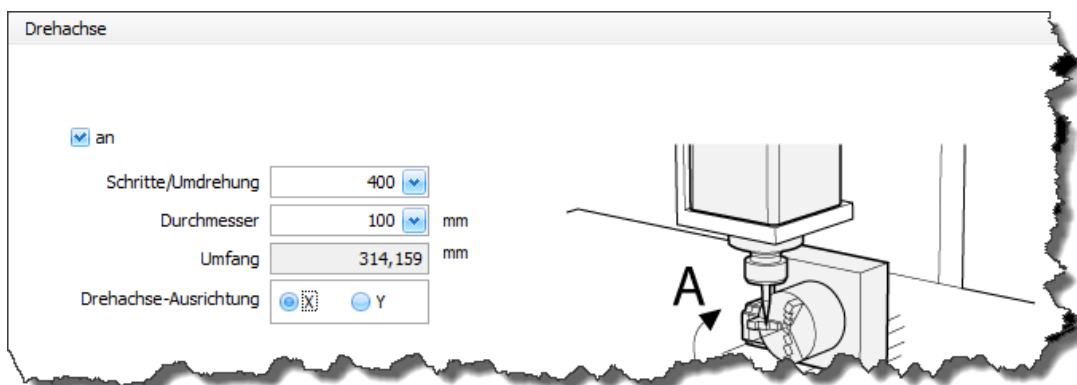 Drehachse
an
Schritte/Umdrehung 400
Durchmesser 100 mm
Umfang 314,159 mm
Drehachse-Ausrichtung X Y
A